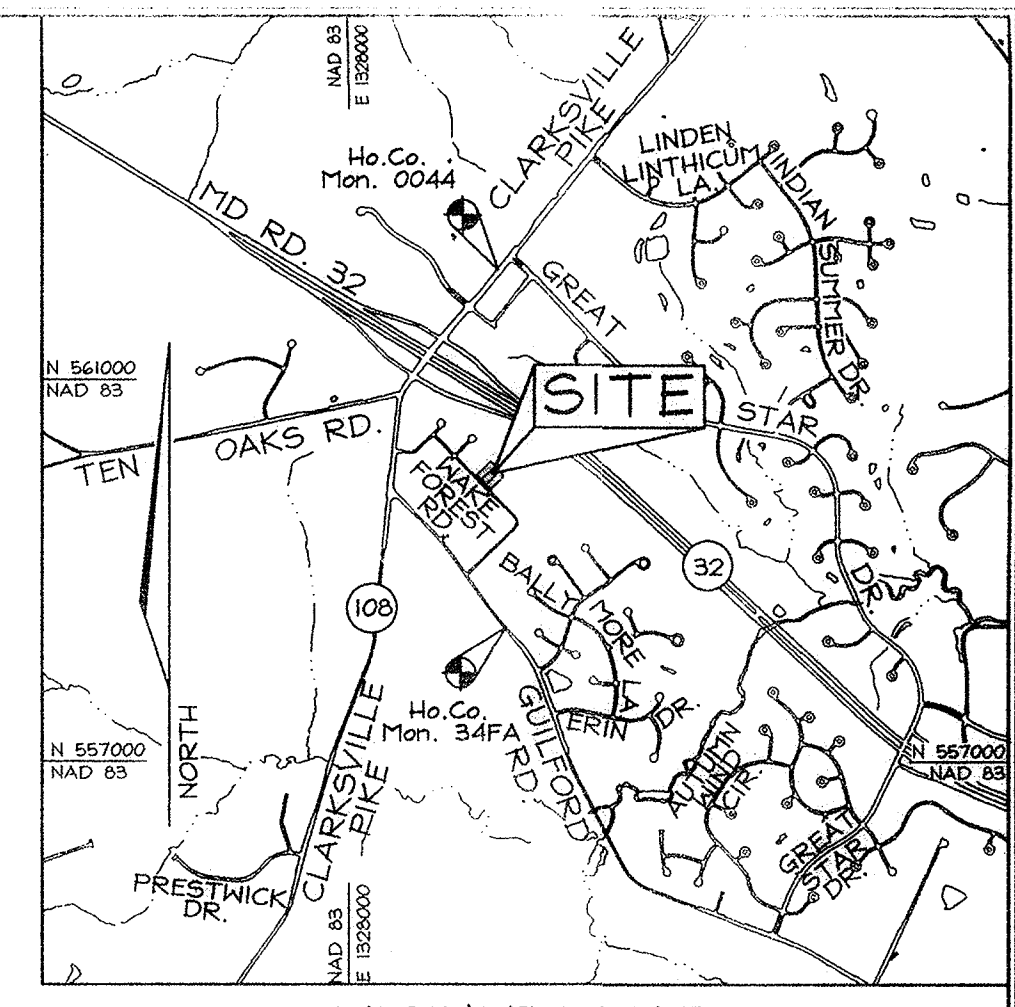 NAD 83
E 1328000
CLARKSVILLE
PIKE
Ho.Co.
Mon. 0044
LINDEN
LINTHICUM
LA.
INDIAN
SUMMER DR.
MD RD. 32
GREAT
STAR
DR.
N 561000
NAD 83
SITE
TEN
OAKS RD.
WAKE
FOREST
RD.
BALLY
MORE
LA.
32
108
Ho.Co.
Mon. 34FA
GUILFORD
RD.
ERIN
DR.
N 557000
NAD 83
NORTH
CLARKSVILLE
PIKE
AUTUMN
WIND
CIR.
N 557000
NAD 83
GREAT
STAR
DR.
PRESTWICK
DR.
NAD 83
E 1328000